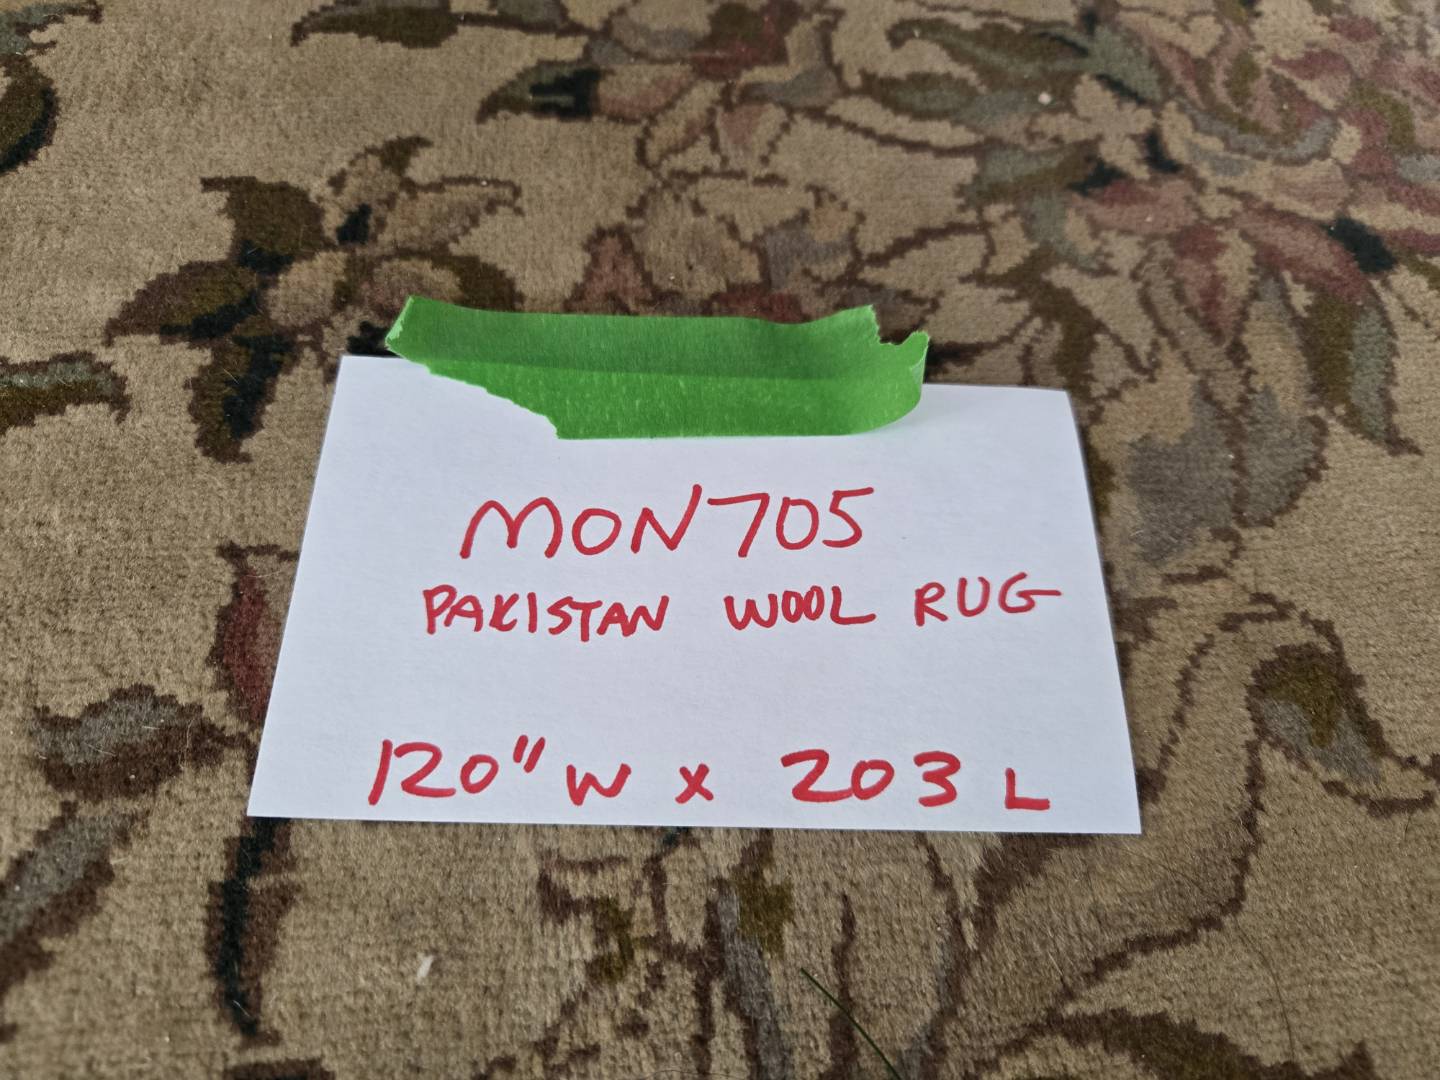 MON705
PAKISTAN WOOL RUG
120" W X 203 L